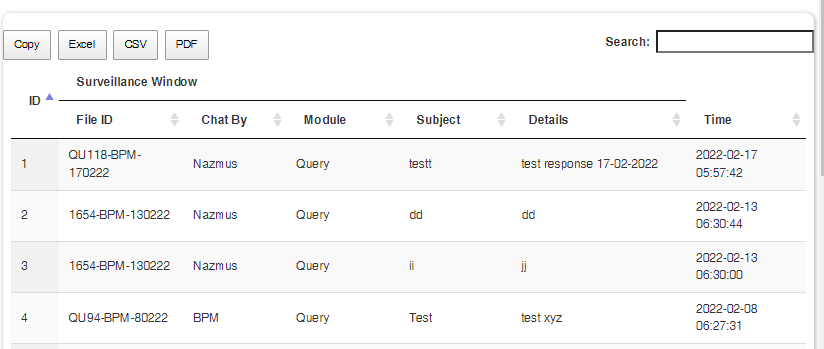 Copy Excel CSV PDF Search:
Surveillance Window
ID
File ID Chat By Module Subject Details Time
1 QU118-BPM-170222 Nazmus Query testt test response 17-02-2022 2022-02-17 05:57:42
2 1654-BPM-130222 Nazmus Query dd dd 2022-02-13 06:30:44
3 1654-BPM-130222 Nazmus Query ii jj 2022-02-13 06:30:00
4 QU94-BPM-80222 BPM Query Test test xyz 2022-02-08 06:27:31